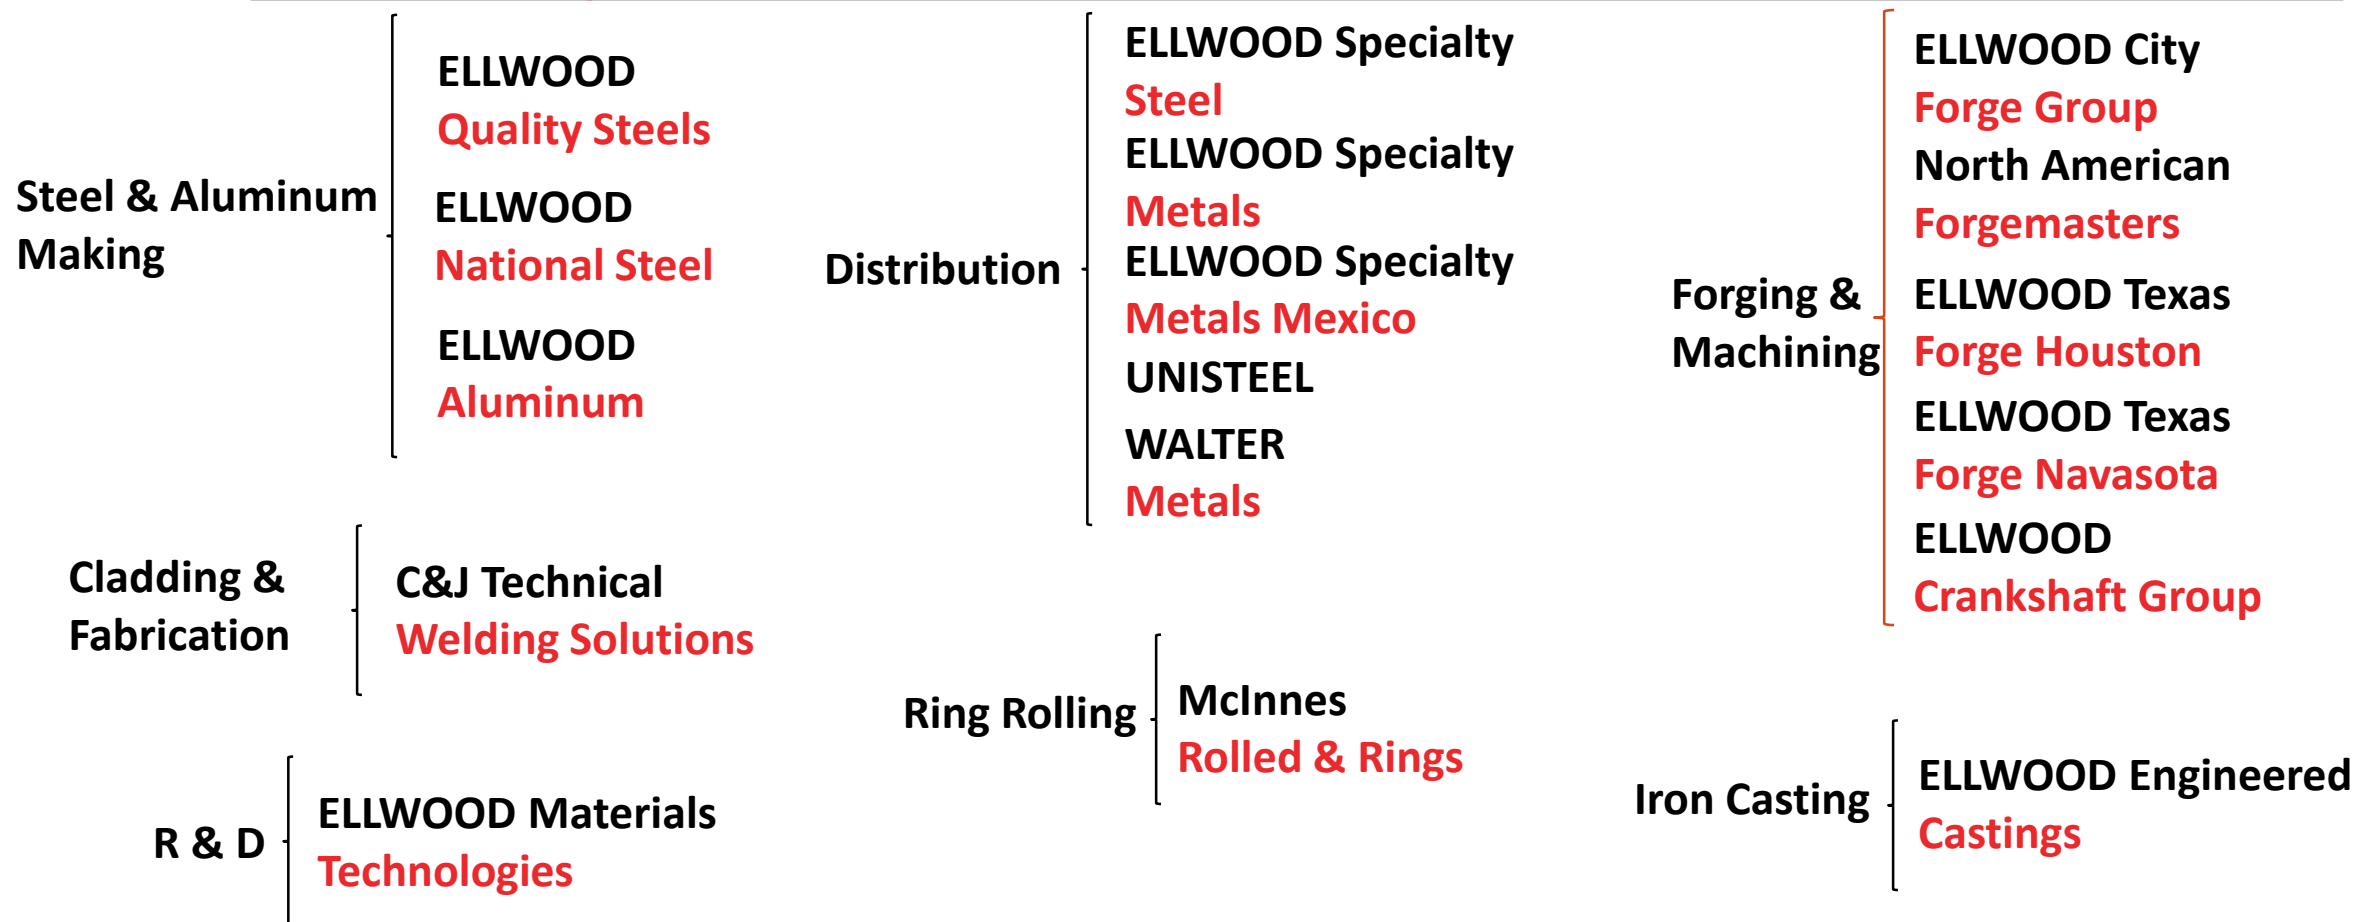 Steel & Aluminum
Making
ELLWOOD
Quality Steels
ELLWOOD
National Steel
ELLWOOD
Aluminum
Cladding &
Fabrication
C&J Technical
Welding Solutions
R & D
ELLWOOD Materials
Technologies
Distribution
ELLWOOD Specialty
Steel
ELLWOOD Specialty
Metals
ELLWOOD Specialty
Metals Mexico
UNISTEEL
WALTER
Metals
Ring Rolling
McInnes
Rolled & Rings
Forging &
Machining
ELLWOOD City
Forge Group
North American
Forgemasters
ELLWOOD Texas
Forge Houston
ELLWOOD Texas
Forge Navasota
ELLWOOD
Crankshaft Group
Iron Casting
ELLWOOD Engineered
Castings